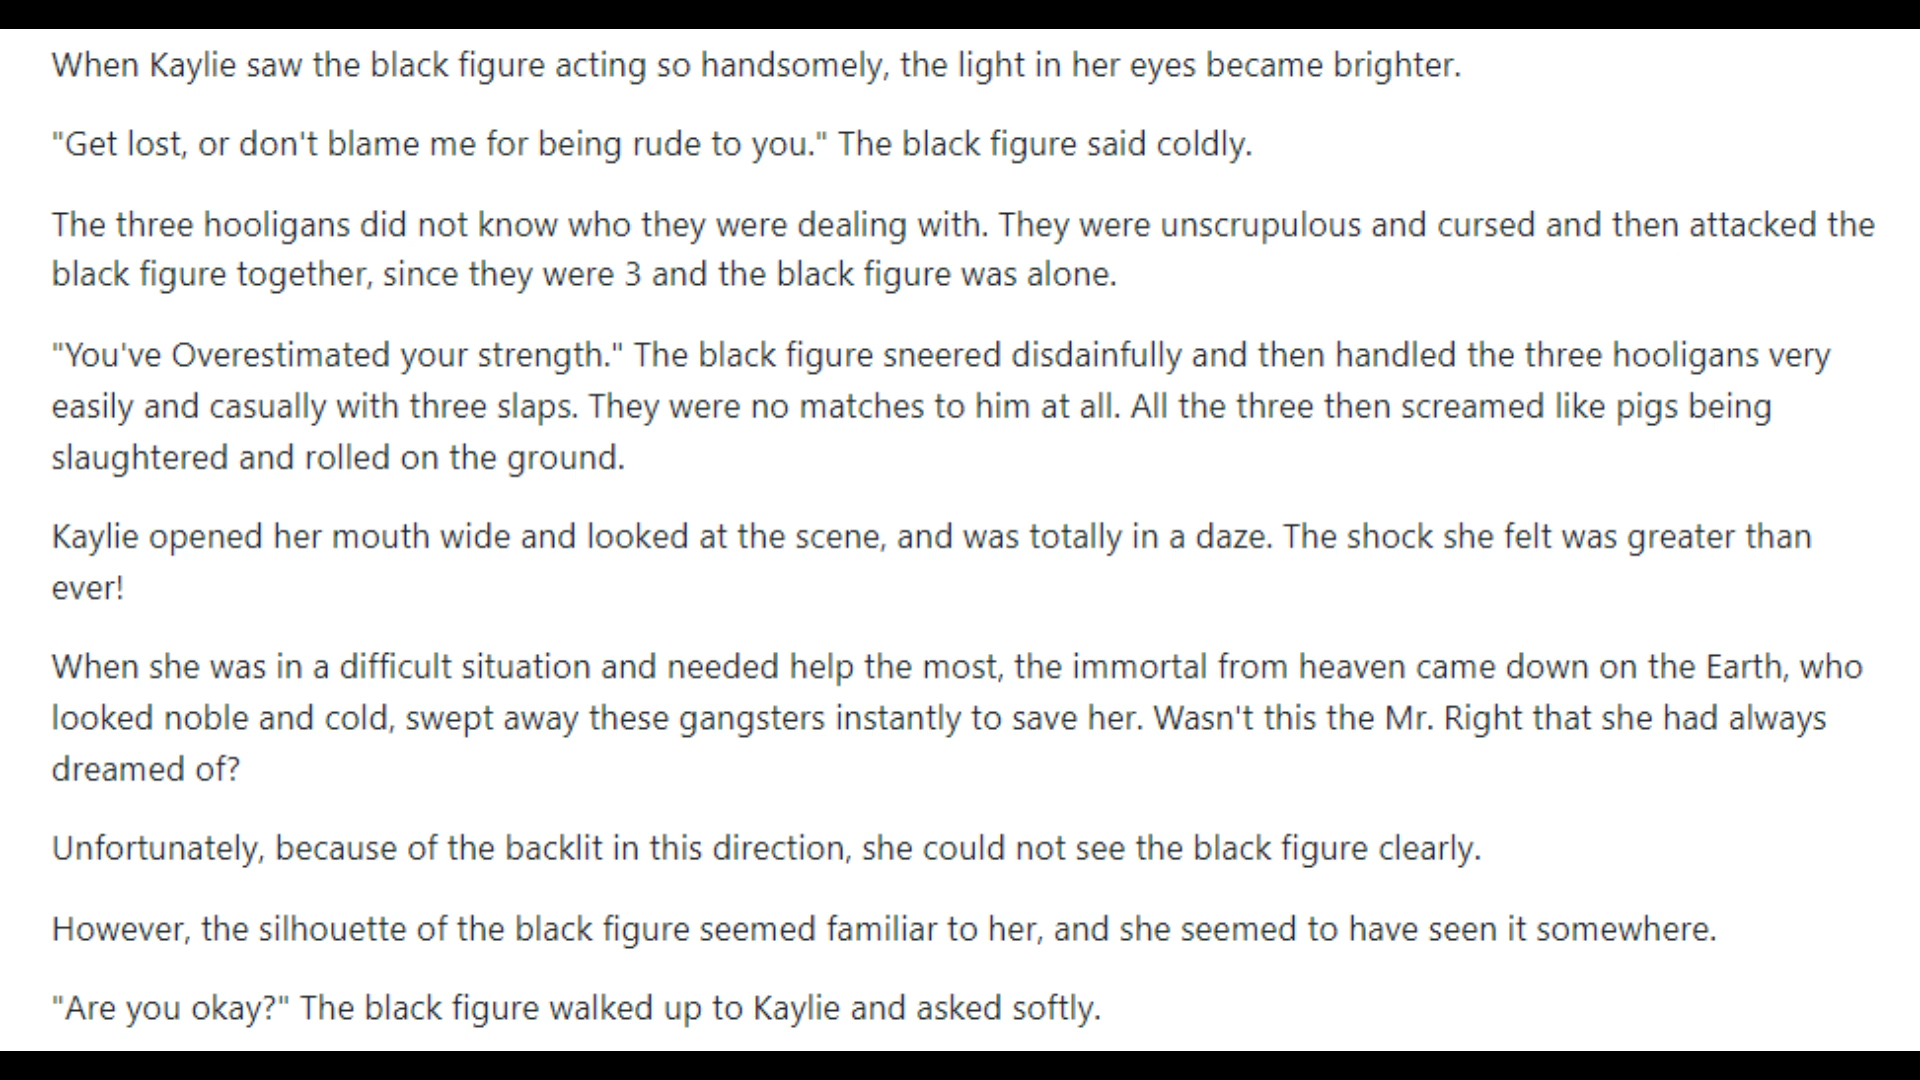 When Kaylie saw the black figure acting so handsomely, the light in her eyes became brighter.
"Get lost, or don't blame me for being rude to you." The black figure said coldly.
The three hooligans did not know who they were dealing with. They were unscrupulous and cursed and then attacked the
black figure together, since they were 3 and the black figure was alone.
"You've Overestimated your strength." The black figure sneered disdainfully and then handled the three hooligans very
easily and casually with three slaps. They were no matches to him at all. All the three then screamed like pigs being
slaughtered and rolled on the ground.
Kaylie opened her mouth wide and looked at the scene, and was totally in a daze. The shock she felt was greater than
ever!
When she was in a difficult situation and needed help the most, the immortal from heaven came down on the Earth, who
looked noble and cold, swept away these gangsters instantly to save her. Wasn't this the Mr. Right that she had always
dreamed of?
Unfortunately, because of the backlit in this direction, she could not see the black figure clearly.
However, the silhouette of the black figure seemed familiar to her, and she seemed to have seen it somewhere.
"Are you okay?" The black figure walked up to Kaylie and asked softly.